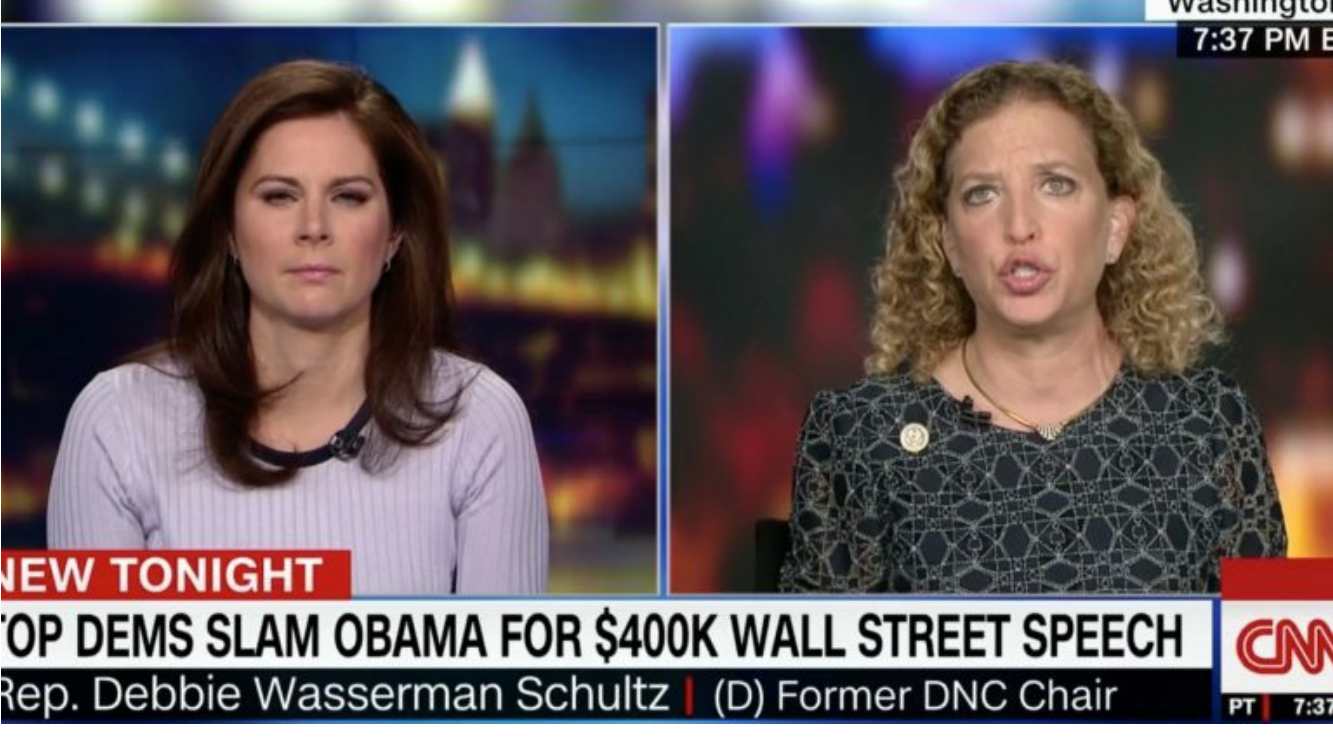 Washington
7:37 PM E
NEW TONIGHT
TOP DEMS SLAM OBAMA FOR $400K WALL STREET SPEECH
Rep. Debbie Wasserman Schultz | (D) Former DNC Chair
CNN
PT 7:37